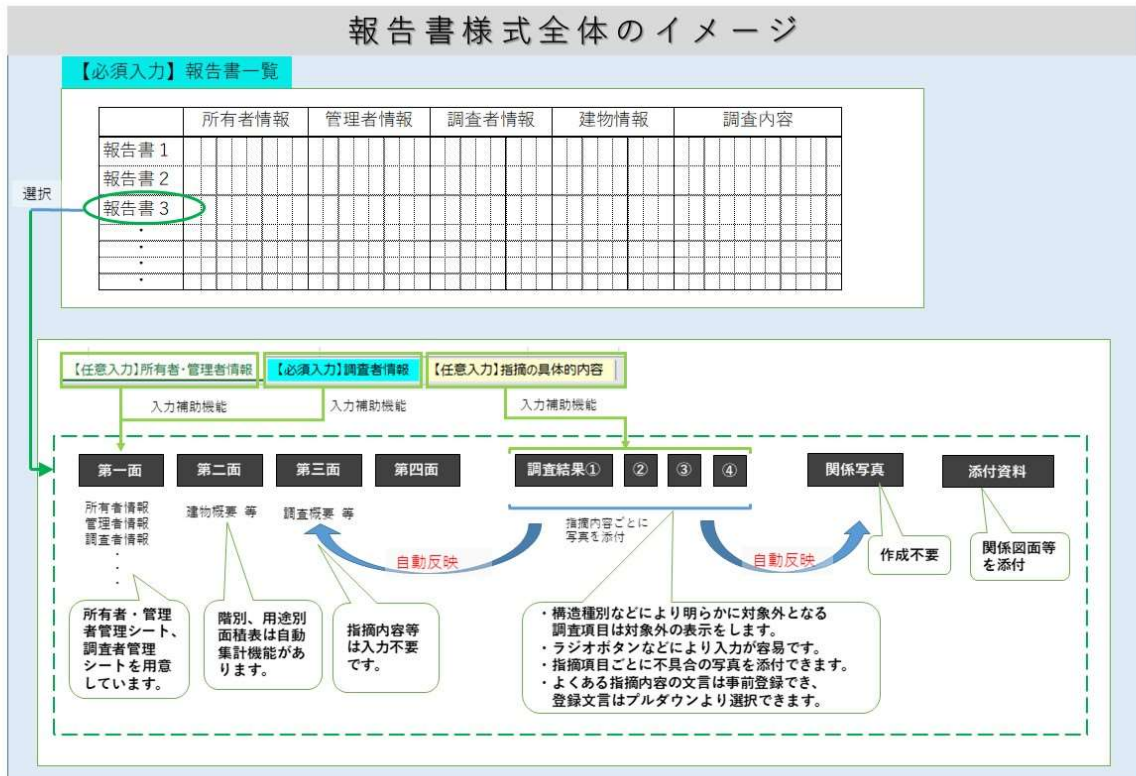 報告書様式全体のイメージ
【必須入力】報告書一覧
所有者情報 管理者情報 調査者情報 建物情報 調査内容
報告書1
報告書2
報告書3
・
・
・
・
選択
【任意入力】所有者・管理者情報 【必須入力】調査者情報 【任意入力】指摘の具体的内容
入力補助機能 入力補助機能 入力補助機能
第一面 第二面 第三面 第四面 調査結果① ② ③ ④ 関係写真 添付資料
所有者情報
管理者情報
調査者情報
・
・
・
建物概要 等
調査概要 等
指摘内容ごとに
写真を添付
自動反映
自動反映
作成不要
関係図面等
を添付
所有者・管理
者管理シート、
調査者管理
シートを用意
しています。
階別、用途別
面積表は自動
集計機能があ
ります。
指摘内容等
は入力不要
です。
・構造種別などにより明らかに対象外となる
調査項目は対象外の表示をします。
・ラジオボタンなどにより入力が容易です。
・指摘項目ごとに不具合の写真を添付できます。
・よくある指摘内容の文言は事前登録でき、
登録文言はプルダウンより選択できます。